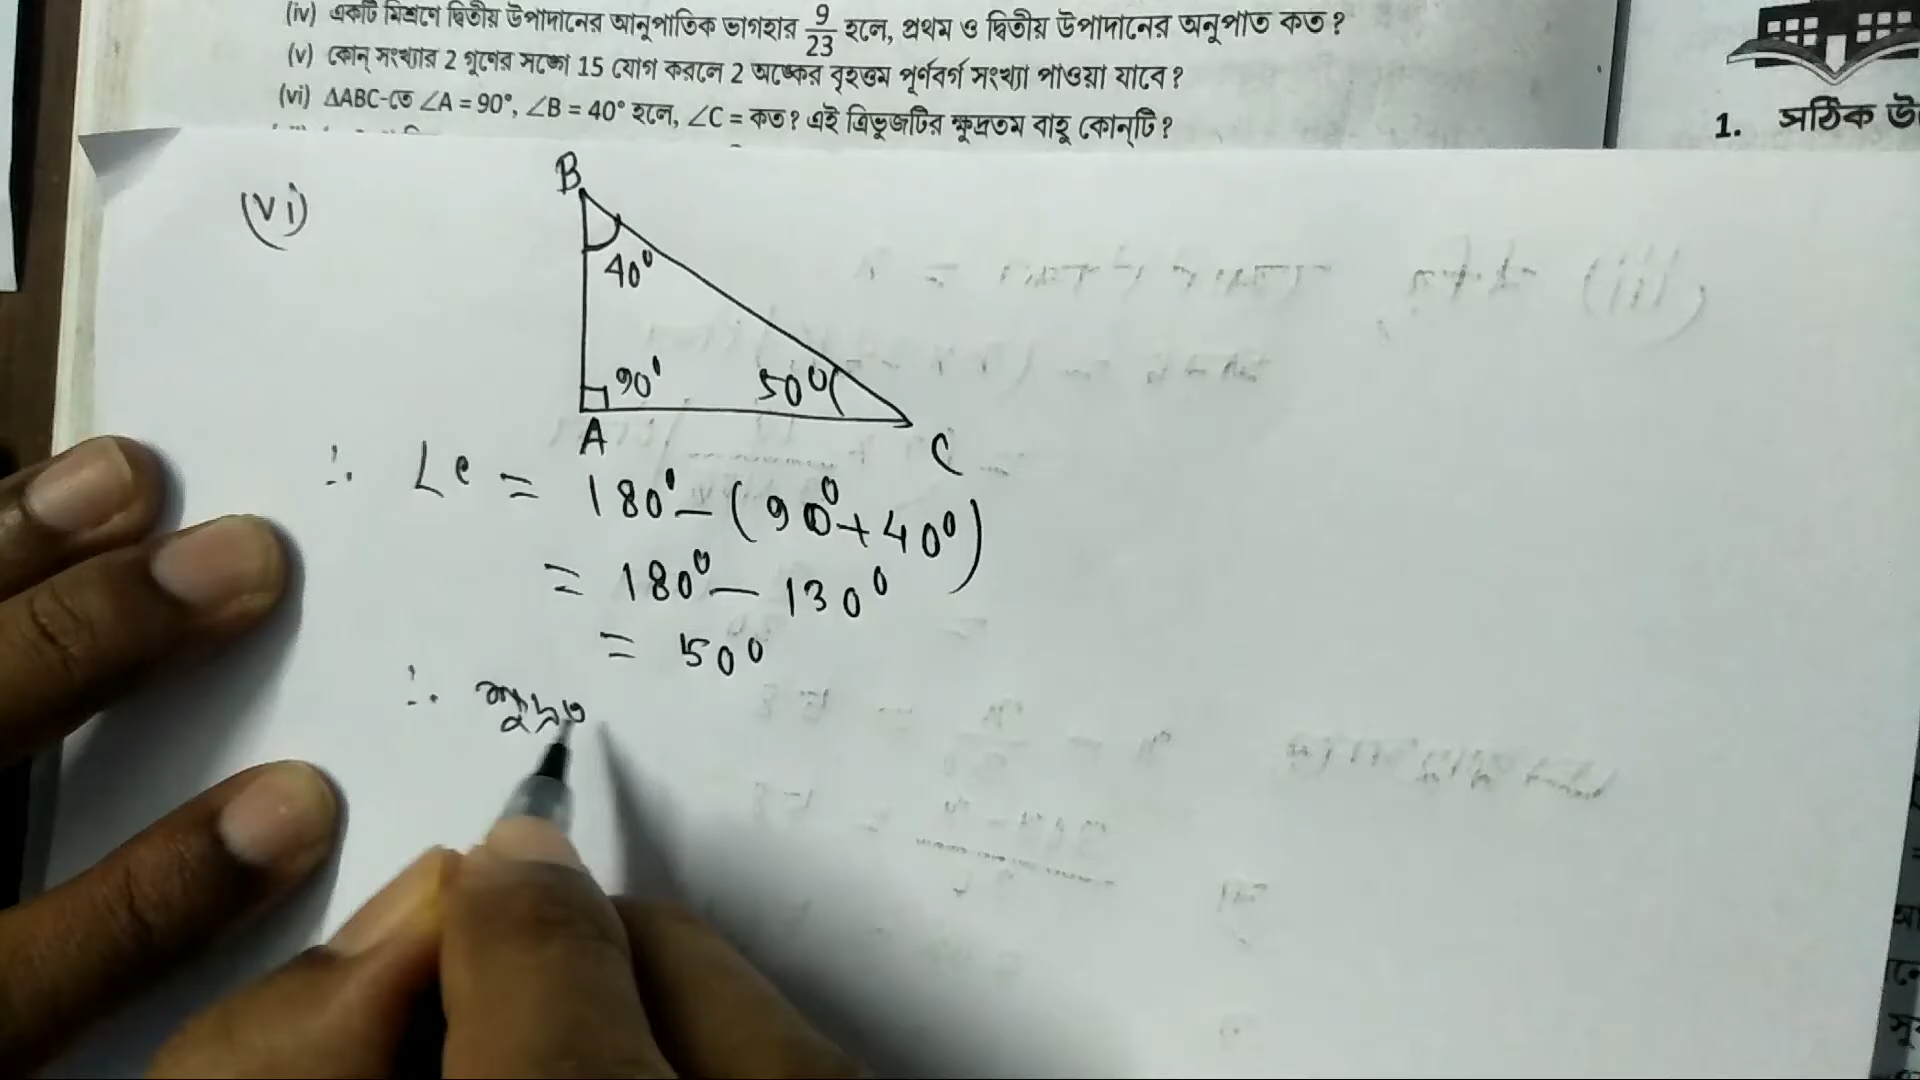 (iv) একটি মিশ্রণে দ্বিতীয় উপাদানের আনুপাতিক ভাগহার 9/23 হলে, প্রথম ও দ্বিতীয় উপাদানের অনুপাত কত?
(v) কোন্ সংখ্যার 2 গুণের সঙ্গে 15 যোগ করলে 2 অঙ্কের বৃহত্তম পূর্ণবর্গ সংখ্যা পাওয়া যাবে?
(vi) ΔABC-তে ∠A = 90°, ∠B = 40° হলে, ∠C = কত? এই ত্রিভুজটির ক্ষুদ্রতম বাহু কোন্‌টি?
1. সঠিক
(vi)
B
40°
90° 50°
A C
∴ ∠C = 180° - (90° + 40°)
= 180° - 130°
= 50°
∴ ক্ষুদ্রত